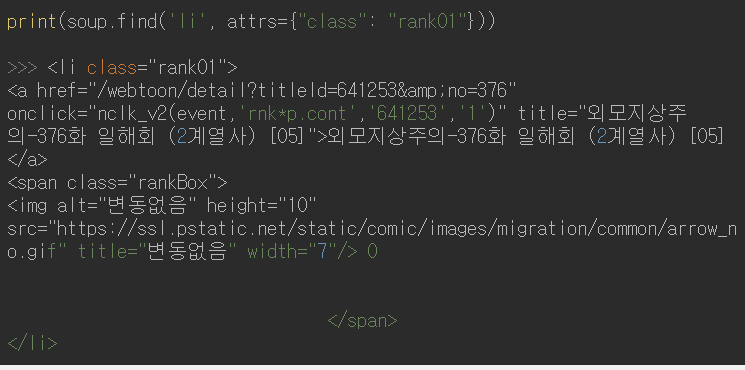 print(soup.find('li', attrs={"class": "rank01"}))
>>> <li class="rank01">
<a href="/webtoon/detail?titleId=641253&amp;no=376"
onclick="nclk_v2(event,'rnk*p.cont','641253','1')" title="외모지상주
의-376화 일해회 (2계열사) [05]">외모지상주의-376화 일해회 (2계열사) [05]
</a>
<span class="rankBox">
<img alt="변동없음" height="10"
src="https://ssl.pstatic.net/static/comic/images/migration/common/arrow_n
o.gif" title="변동없음" width="7"/> 0
</span>
</li>